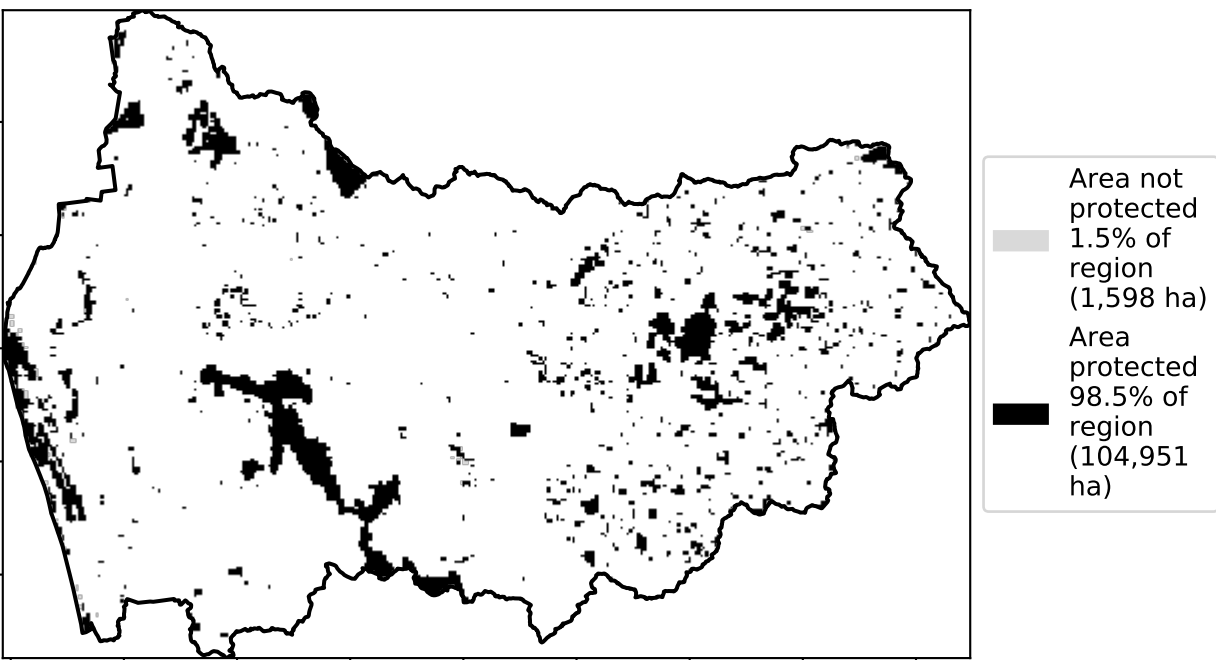 Area not
protected
1.5% of
region
(1,598 ha)
Area
protected
98.5% of
region
(104,951
ha)